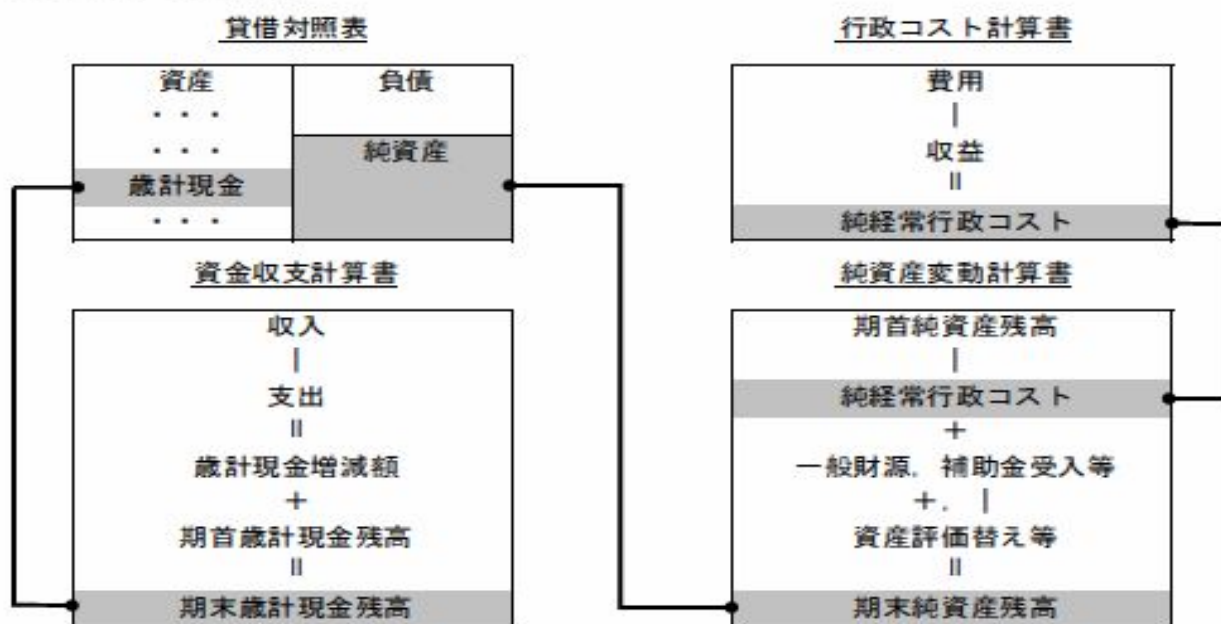 貸借対照表
資産
・・・
・・・
歳計現金
・・・
負債
純資産
行政コスト計算書
費用
|
収益
||
純経常行政コスト
資金収支計算書
収入
|
支出
||
歳計現金増減額
+
期首歳計現金残高
||
期末歳計現金残高
純資産変動計算書
期首純資産残高
|
純経常行政コスト
+
一般財源，補助金受入等
+，|
資産評価替え等
||
期末純資産残高